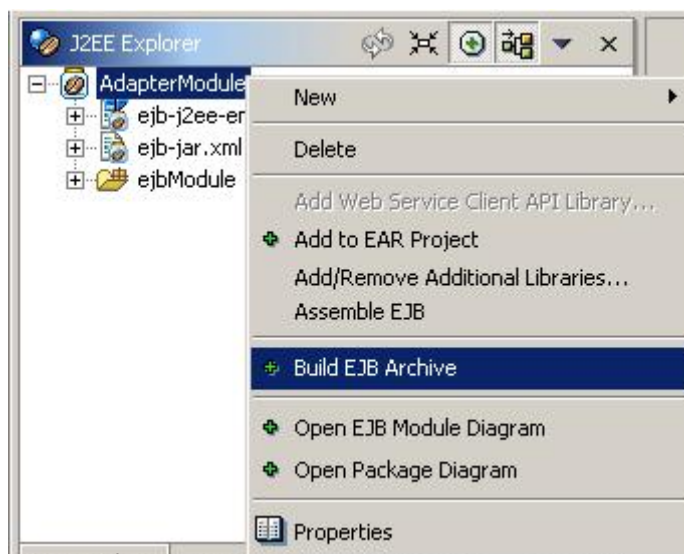 J2EE Explorer
AdapterModule
ejb-j2ee-er
ejb-jar.xml
ejbModule
New
Delete
Add Web Service Client API Library...
Add to EAR Project
Add/Remove Additional Libraries...
Assemble EJB
Build EJB Archive
Open EJB Module Diagram
Open Package Diagram
Properties